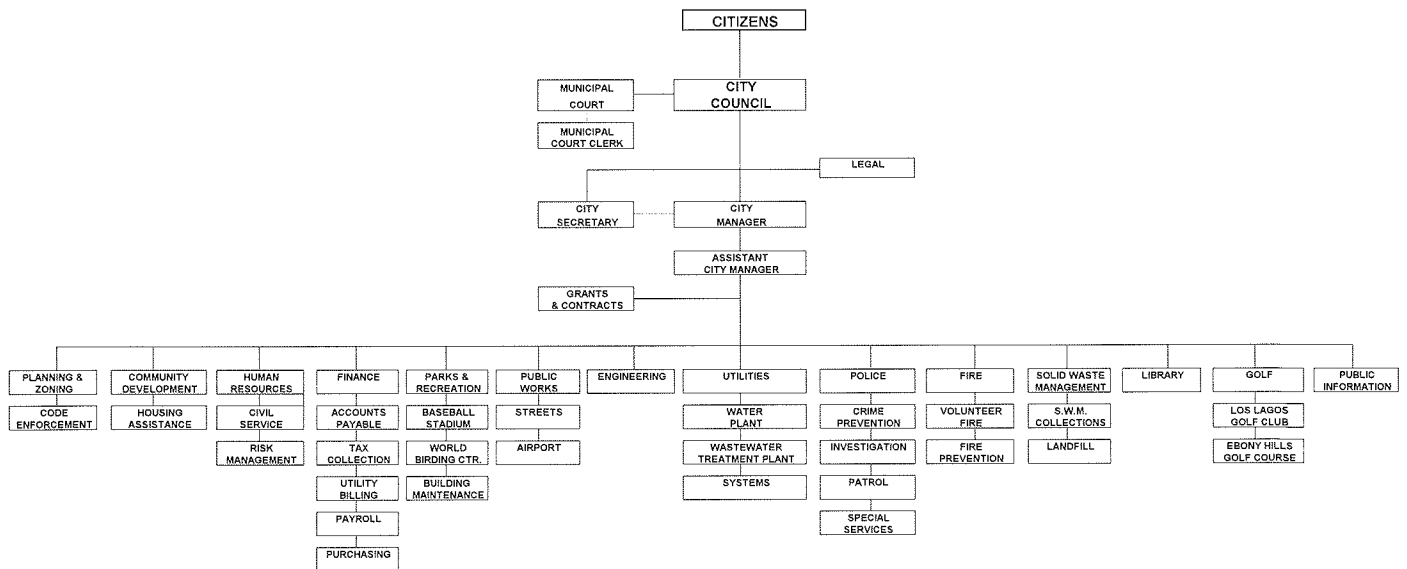 CITIZENS
MUNICIPAL
COURT
CITY
COUNCIL
MUNICIPAL
COURT CLERK
LEGAL
CITY
SECRETARY
CITY
MANAGER
ASSISTANT
CITY MANAGER
GRANTS
& CONTRACTS
PLANNING &
ZONING
COMMUNITY
DEVELOPMENT
HUMAN
RESOURCES
FINANCE
PARKS &
RECREATION
PUBLIC
WORKS
ENGINEERING
UTILITIES
POLICE
FIRE
SOLID WASTE
MANAGEMENT
LIBRARY
GOLF
PUBLIC
INFORMATION
CODE
ENFORCEMENT
HOUSING
ASSISTANCE
CIVIL
SERVICE
ACCOUNTS
PAYABLE
BASEBALL
STADIUM
STREETS
WATER
PLANT
CRIME
PREVENTION
VOLUNTEER
FIRE
S.W.M.
COLLECTIONS
LOS LAGOS
GOLF CLUB
RISK
MANAGEMENT
TAX
COLLECTION
WORLD
BIRDING CTR.
AIRPORT
WASTEWATER
TREATMENT PLANT
INVESTIGATION
FIRE
PREVENTION
LANDFILL
EBONY HILLS
GOLF COURSE
UTILITY
BILLING
BUILDING
MAINTENANCE
SYSTEMS
PATROL
PAYROLL
SPECIAL
SERVICES
PURCHASING